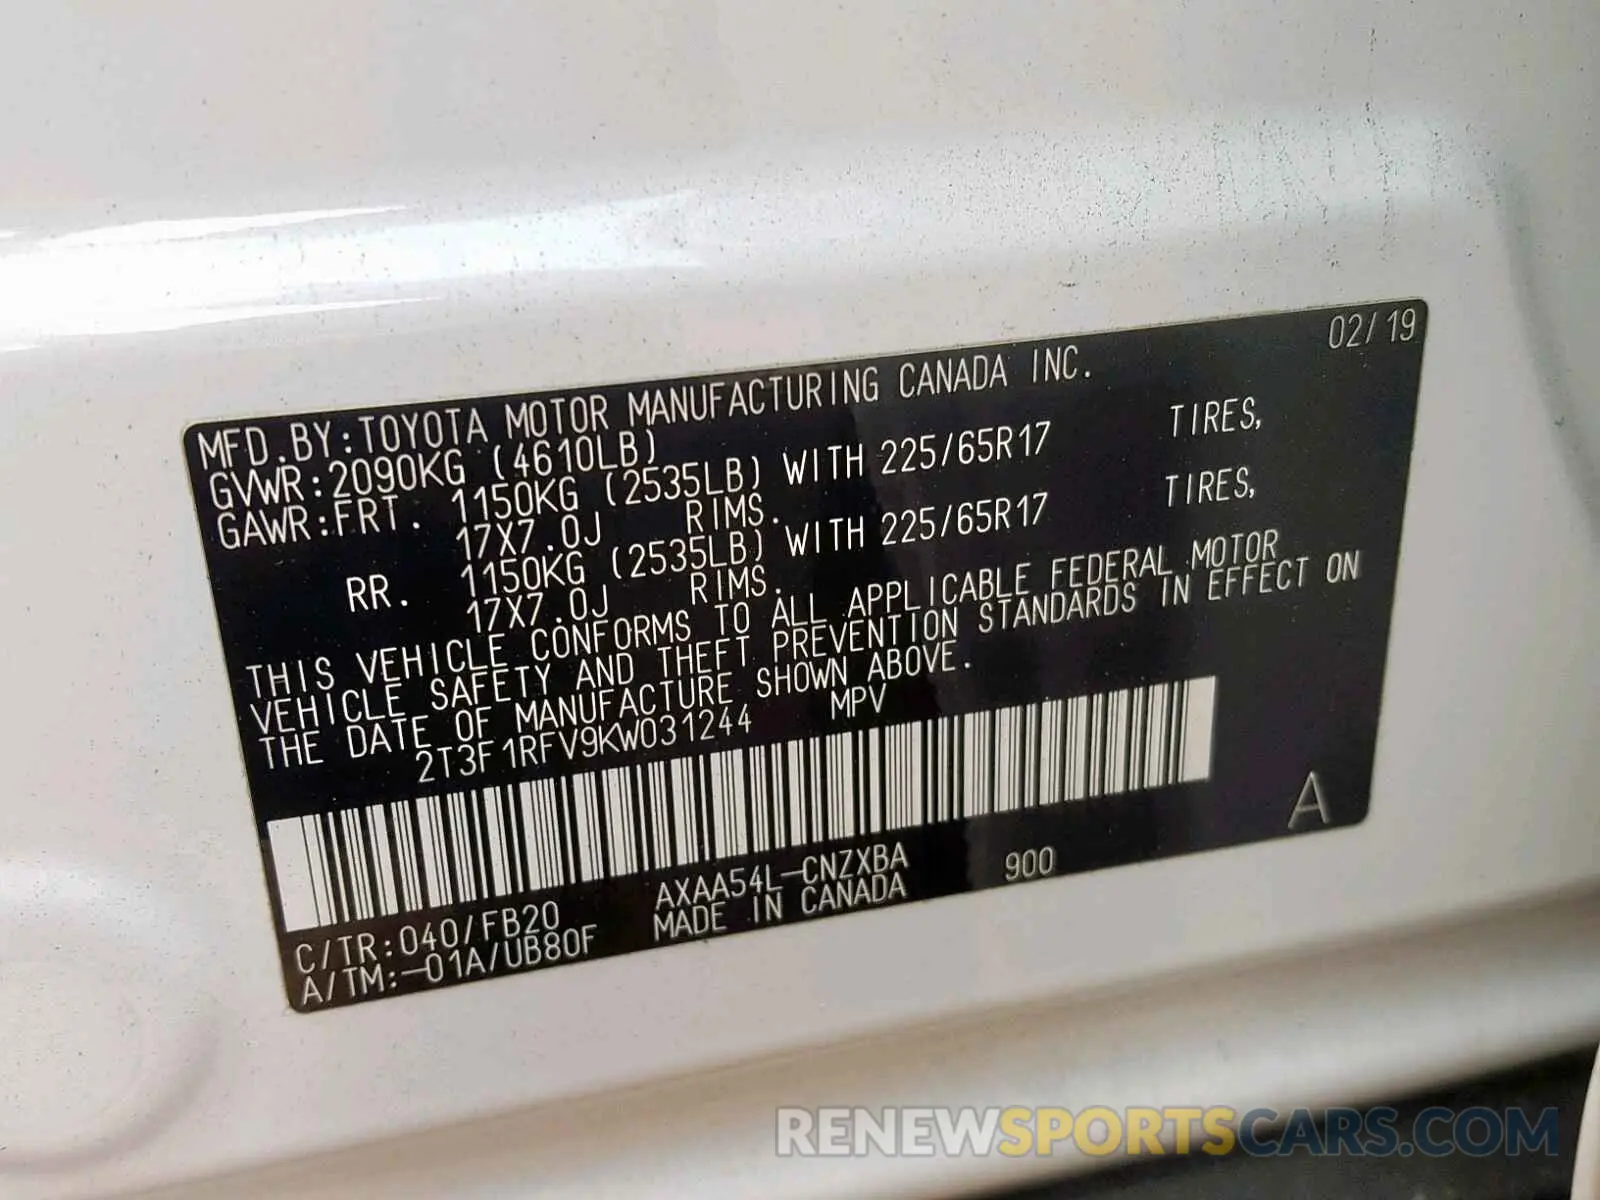 02/19
MFD.BY:TOYOTA MOTOR MANUFACTURING CANADA INC.
GVWR:2090KG (4610LB)
GAWR:FRT. 1150KG (2535LB) WITH 225/65R17 TIRES,
17X7.0J RIMS.
RR. 1150KG (2535LB) WITH 225/65R17 TIRES,
17X7.0J RIMS.
THIS VEHICLE CONFORMS TO ALL APPLICABLE FEDERAL MOTOR
VEHICLE SAFETY AND THEFT PREVENTION STANDARDS IN EFFECT ON
THE DATE OF MANUFACTURE SHOWN ABOVE.
2T3F1RFV9KW031244 MPV
A
C/TR:040/FB20 AXAA54L-CNZXBA 900
A/TM:-01A/UB80F MADE IN CANADA
RENEWSPORTSCARS.COM